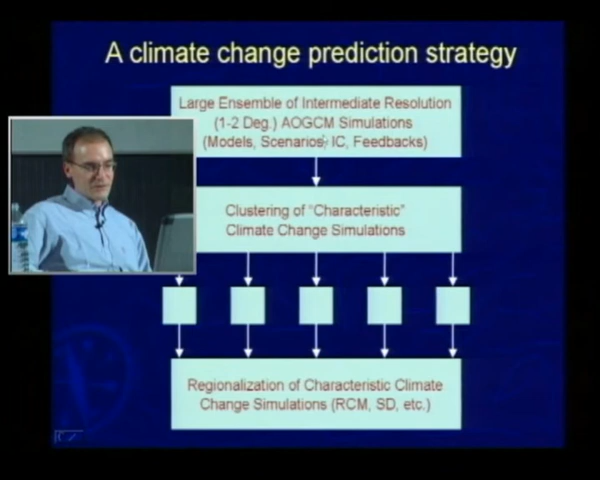 A climate change prediction strategy
Large Ensemble of Intermediate Resolution
(1-2 Deg.) AOGCM Simulations
(Models, Scenarios, IC, Feedbacks)
Clustering of "Characteristic"
Climate Change Simulations
Regionalization of Characteristic Climate
Change Simulations (RCM, SD, etc.)